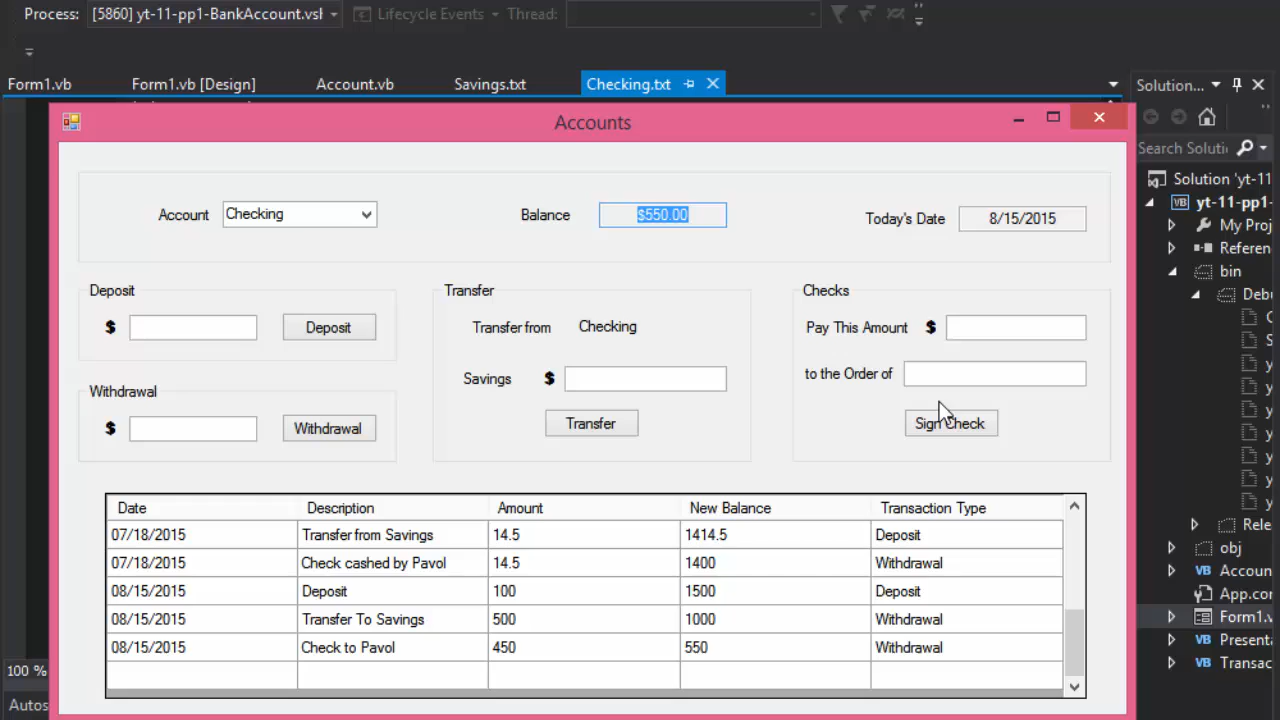 Process: [5860] yt-11-pp1-BankAccount.vsl Lifecycle Events Thread:
Form1.vb Form1.vb [Design] Account.vb Savings.txt Checking.txt Solution...
Accounts
Search Soluti
Solution 'yt-11
Account Checking Balance $550.00 Today's Date 8/15/2015
yt-11-pp1-
My Proj
Referen
bin
Deposit Transfer Checks
Debu
$ Deposit Transfer from Checking Pay This Amount $
Savings $ to the Order of
Withdrawal
$ Withdrawal Transfer Sign Check
Date Description Amount New Balance Transaction Type
Rele
07/18/2015 Transfer from Savings 14.5 1414.5 Deposit
obj
07/18/2015 Check cashed by Pavol 14.5 1400 Withdrawal
VB Accoun
08/15/2015 Deposit 100 1500 Deposit
App.con
08/15/2015 Transfer To Savings 500 1000 Withdrawal
Form1.v
08/15/2015 Check to Pavol 450 550 Withdrawal
VB Presenta
VB Transac
100 %
Autos